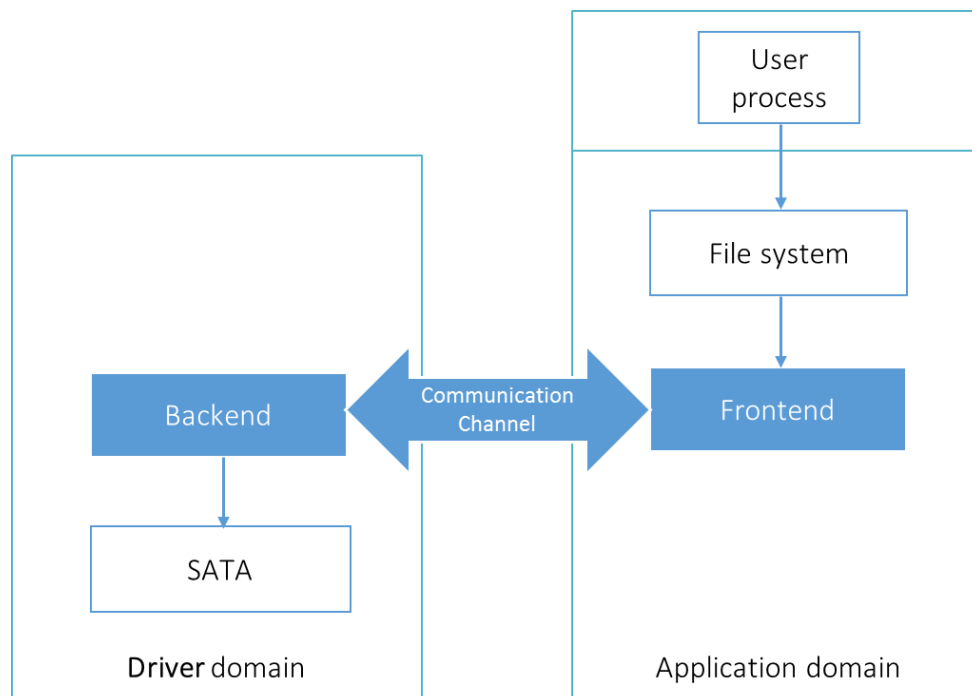 User
process
File system
Backend
Communication
Channel
Frontend
SATA
Driver domain
Application domain